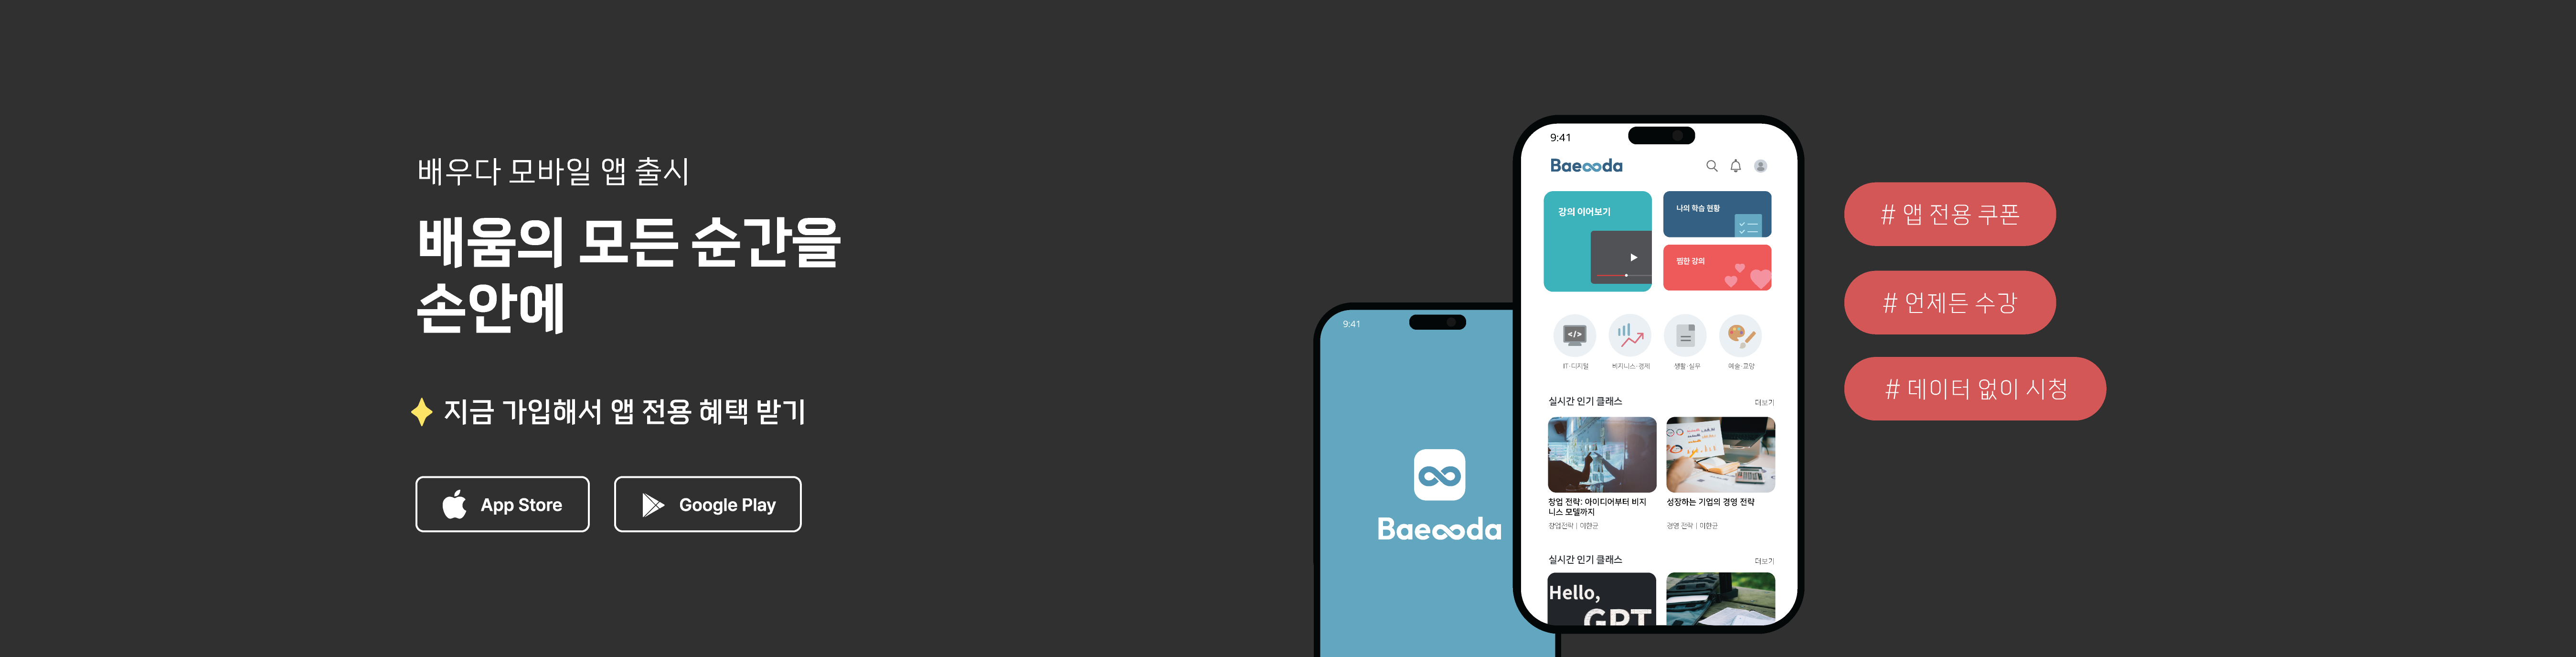 배우다 모바일 앱 출시
배움의 모든 순간을
손안에
지금 가입해서 앱 전용 혜택 받기
App Store
Google Play
9:41
Baeooda
9:41
Baeooda
강의 이어보기
나의 학습 현황
찜한 강의
</>
IT·디지털
비지니스·경제
생활·실무
예술·교양
실시간 인기 클래스
더보기
창업 전략: 아이디어부터 비지
니스 모델까지
창업전략 | 이한균
성장하는 기업의 경영 전략
경영 전략 | 이한균
실시간 인기 클래스
더보기
Hello,
GPT
# 앱 전용 쿠폰
# 언제든 수강
# 데이터 없이 시청